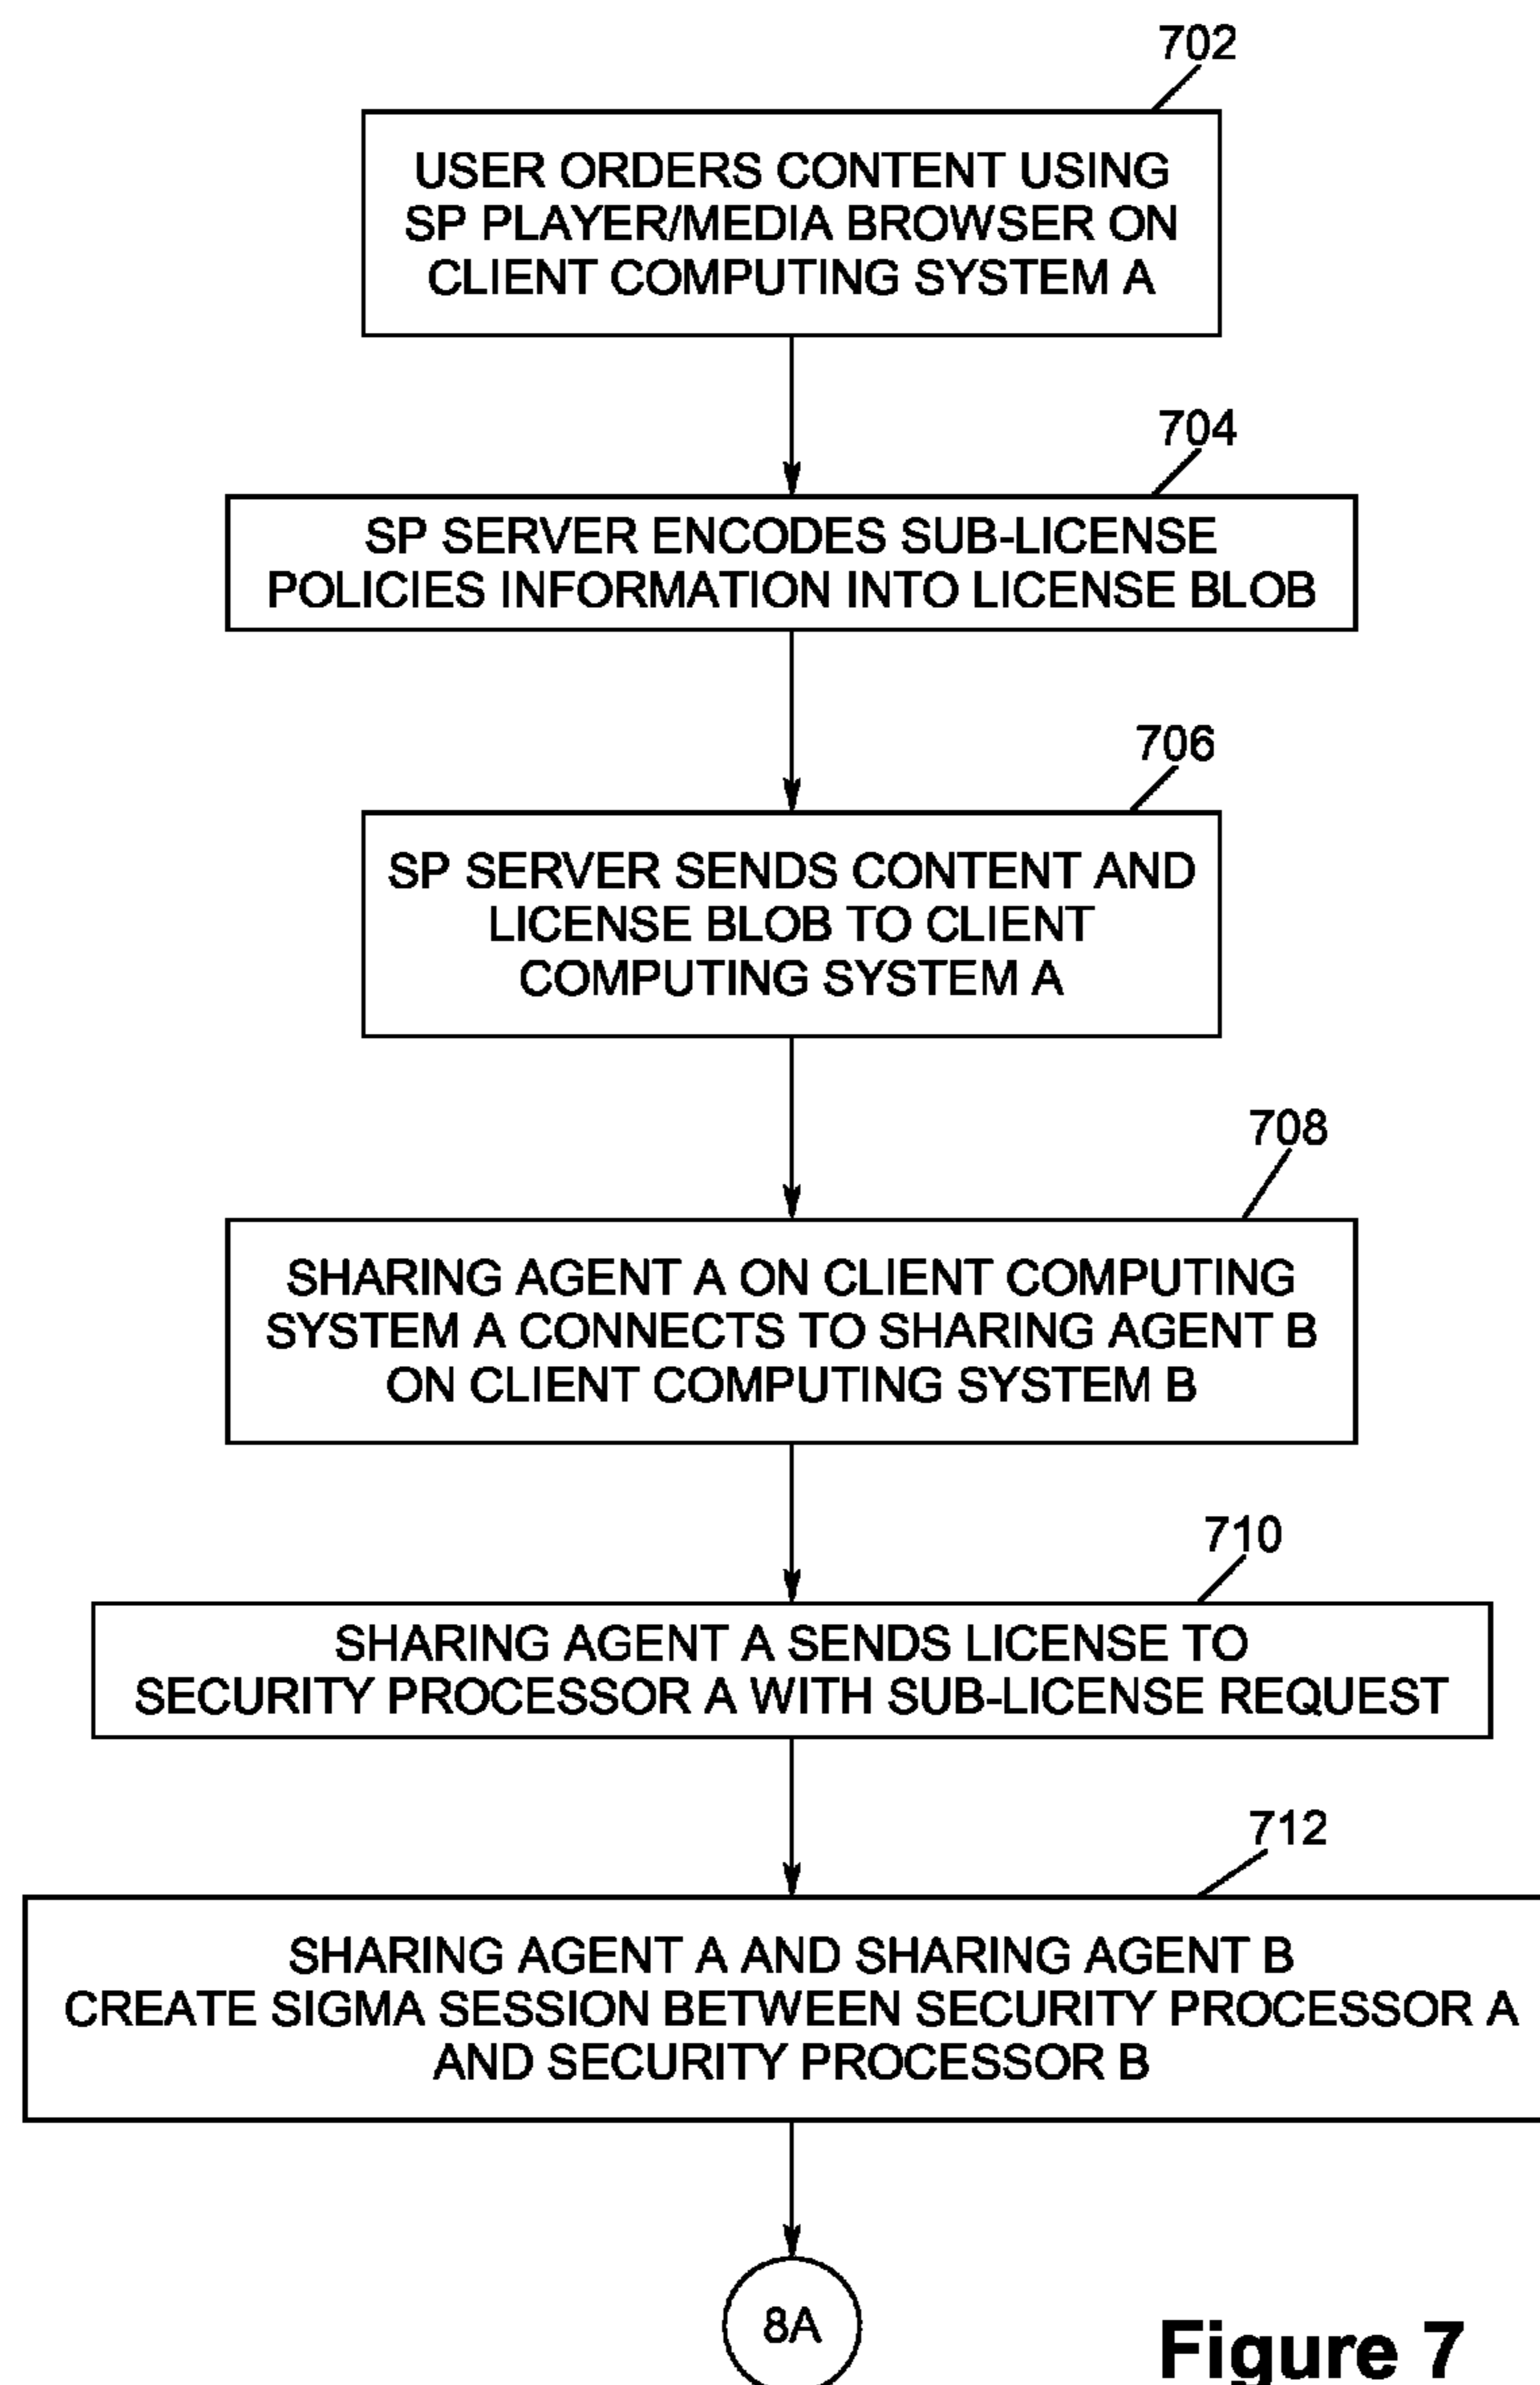 702
USER ORDERS CONTENT USING
SP PLAYER/MEDIA BROWSER ON
CLIENT COMPUTING SYSTEM A
704
SP SERVER ENCODES SUB-LICENSE
POLICIES INFORMATION INTO LICENSE BLOB
706
SP SERVER SENDS CONTENT AND
LICENSE BLOB TO CLIENT
COMPUTING SYSTEM A
708
SHARING AGENT A ON CLIENT COMPUTING
SYSTEM A CONNECTS TO SHARING AGENT B
ON CLIENT COMPUTING SYSTEM B
710
SHARING AGENT A SENDS LICENSE TO
SECURITY PROCESSOR A WITH SUB-LICENSE REQUEST
712
SHARING AGENT A AND SHARING AGENT B
CREATE SIGMA SESSION BETWEEN SECURITY PROCESSOR A
AND SECURITY PROCESSOR B
8A
Figure 7